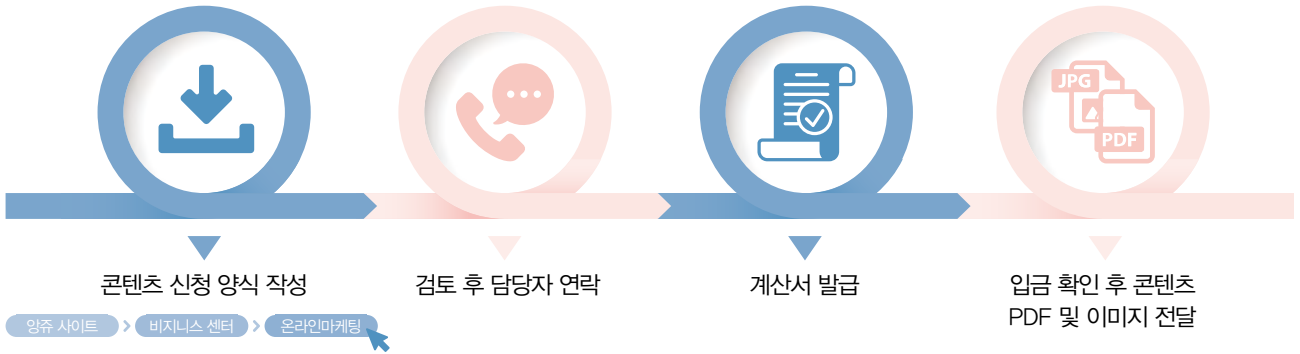 JPG
PDF
콘텐츠 신청 양식 작성
검토 후 담당자 연락
계산서 발급
입금 확인 후 콘텐츠
PDF 및 이미지 전달
앙쥬 사이트 > 비지니스 센터 > 온라인마케팅